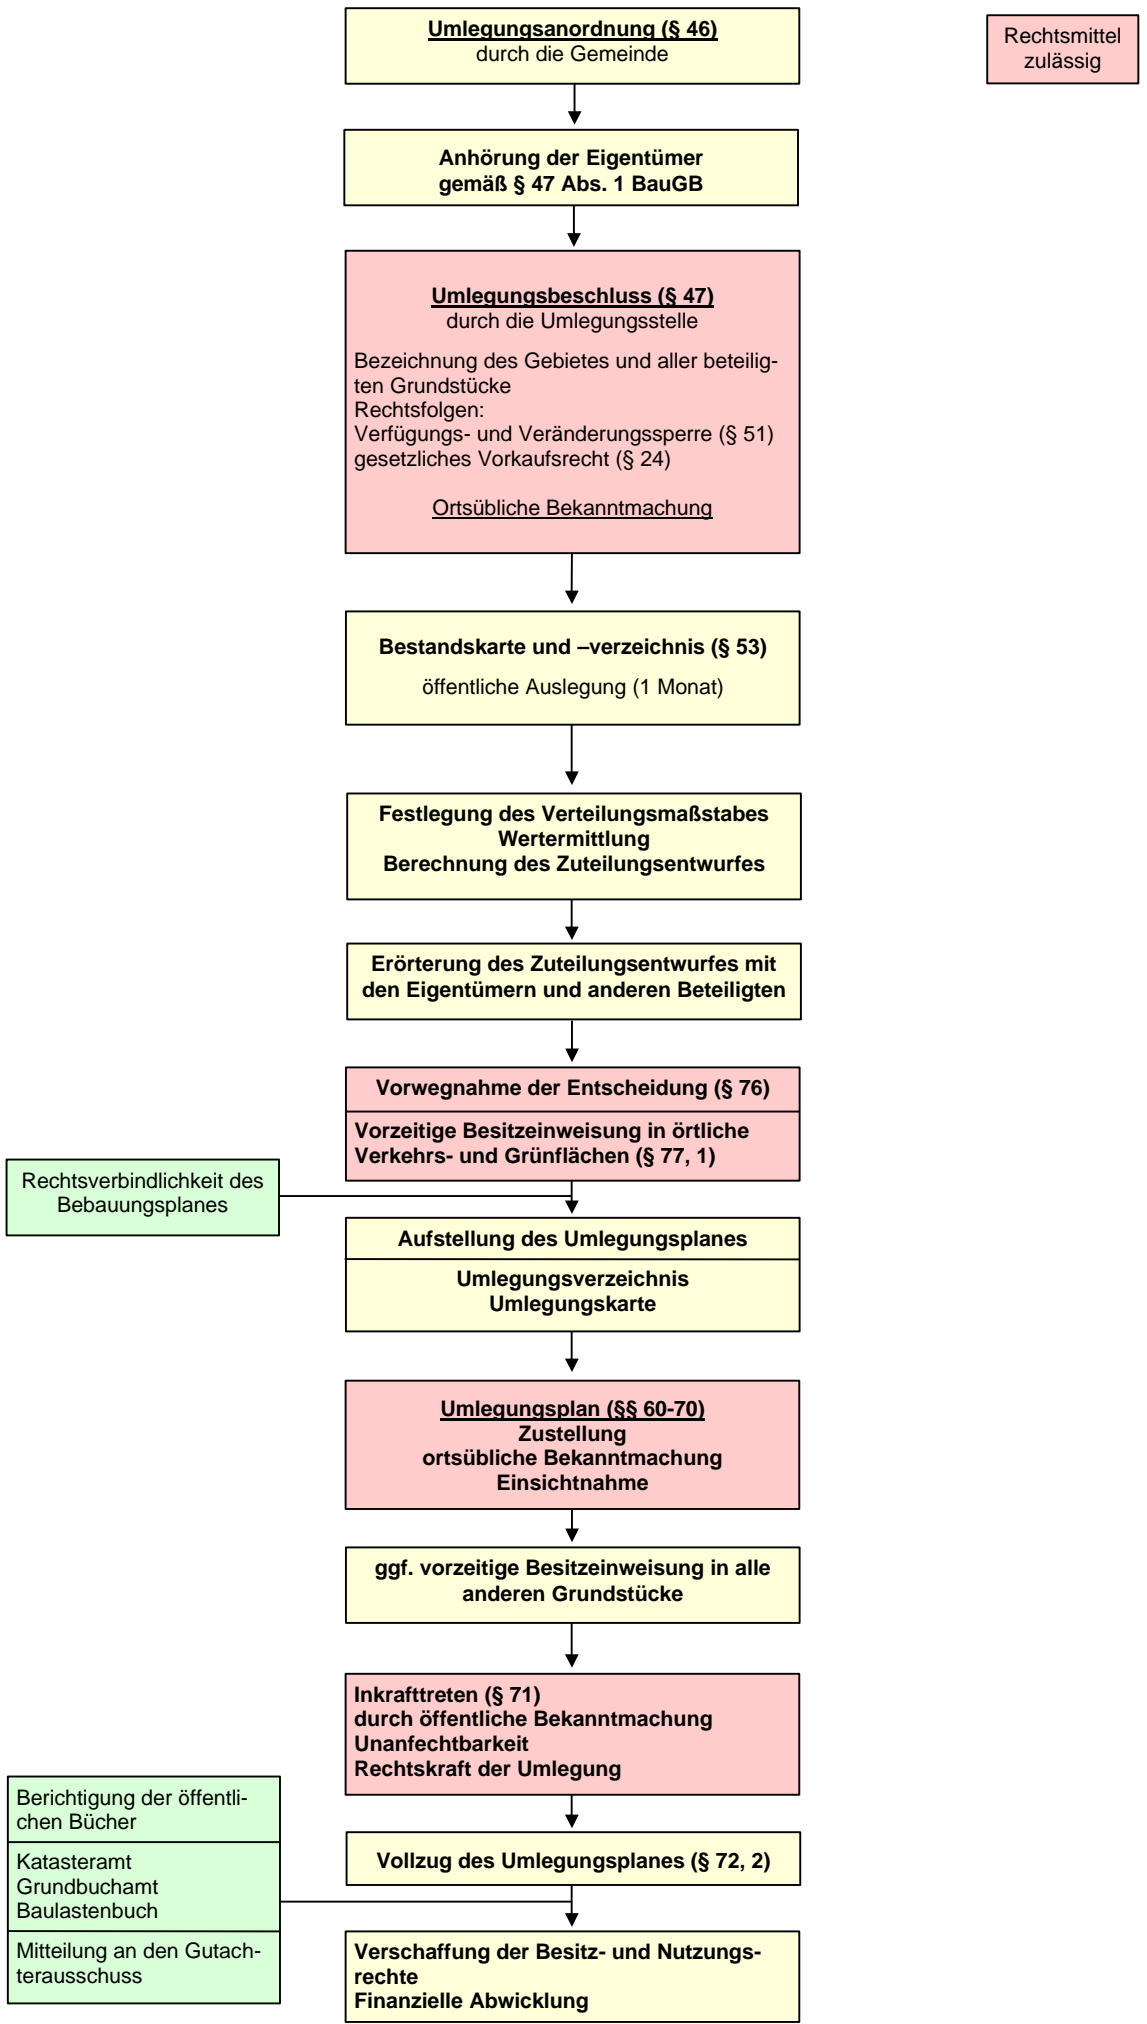 Umlegungsanordnung (§ 46)
durch die Gemeinde
Rechtsmittel
zulässig
Anhörung der Eigentümer
gemäß § 47 Abs. 1 BauGB
Umlegungsbeschluss (§ 47)
durch die Umlegungsstelle
Bezeichnung des Gebietes und aller beteilig-
ten Grundstücke
Rechtsfolgen:
Verfügungs- und Veränderungssperre (§ 51)
gesetzliches Vorkaufsrecht (§ 24)
Ortsübliche Bekanntmachung
Bestandskarte und –verzeichnis (§ 53)
öffentliche Auslegung (1 Monat)
Festlegung des Verteilungsmaßstabes
Wertermittlung
Berechnung des Zuteilungsentwurfes
Erörterung des Zuteilungsentwurfes mit
den Eigentümern und anderen Beteiligten
Vorwegnahme der Entscheidung (§ 76)
Vorzeitige Besitzeinweisung in örtliche
Verkehrs- und Grünflächen (§ 77, 1)
Rechtsverbindlichkeit des
Bebauungsplanes
Aufstellung des Umlegungsplanes
Umlegungsverzeichnis
Umlegungskarte
Umlegungsplan (§§ 60-70)
Zustellung
ortsübliche Bekanntmachung
Einsichtnahme
ggf. vorzeitige Besitzeinweisung in alle
anderen Grundstücke
Inkrafttreten (§ 71)
durch öffentliche Bekanntmachung
Unanfechtbarkeit
Rechtskraft der Umlegung
Berichtigung der öffentli-
chen Bücher
Katasteramt
Grundbuchamt
Baulastenbuch
Mitteilung an den Gutach-
terausschuss
Vollzug des Umlegungsplanes (§ 72, 2)
Verschaffung der Besitz- und Nutzungs-
rechte
Finanzielle Abwicklung